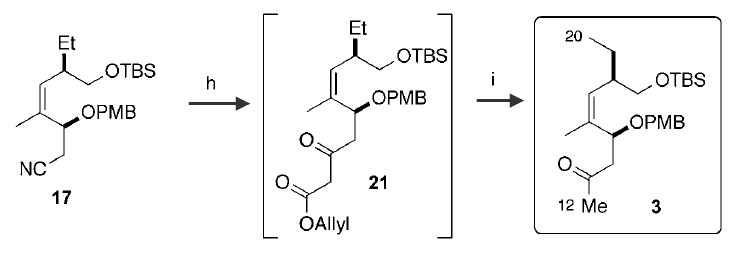 Et
OTBS
OPMB
NC
17
h
Et
OTBS
OPMB
O
O
OAllyl
21
i
20
OTBS
OPMB
O
12 Me
3